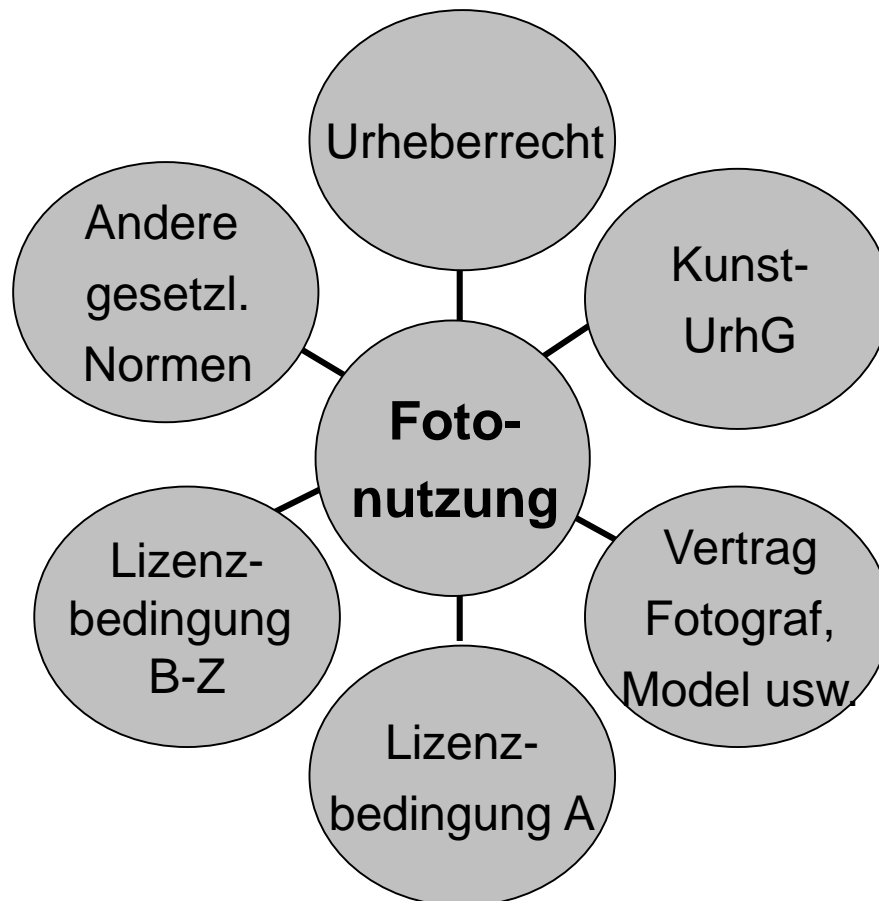 Urheberrecht
Andere
gesetzl.
Normen
Kunst-
UrhG
Foto-
nutzung
Lizenz-
bedingung
B-Z
Vertrag
Fotograf,
Model usw.
Lizenz-
bedingung A